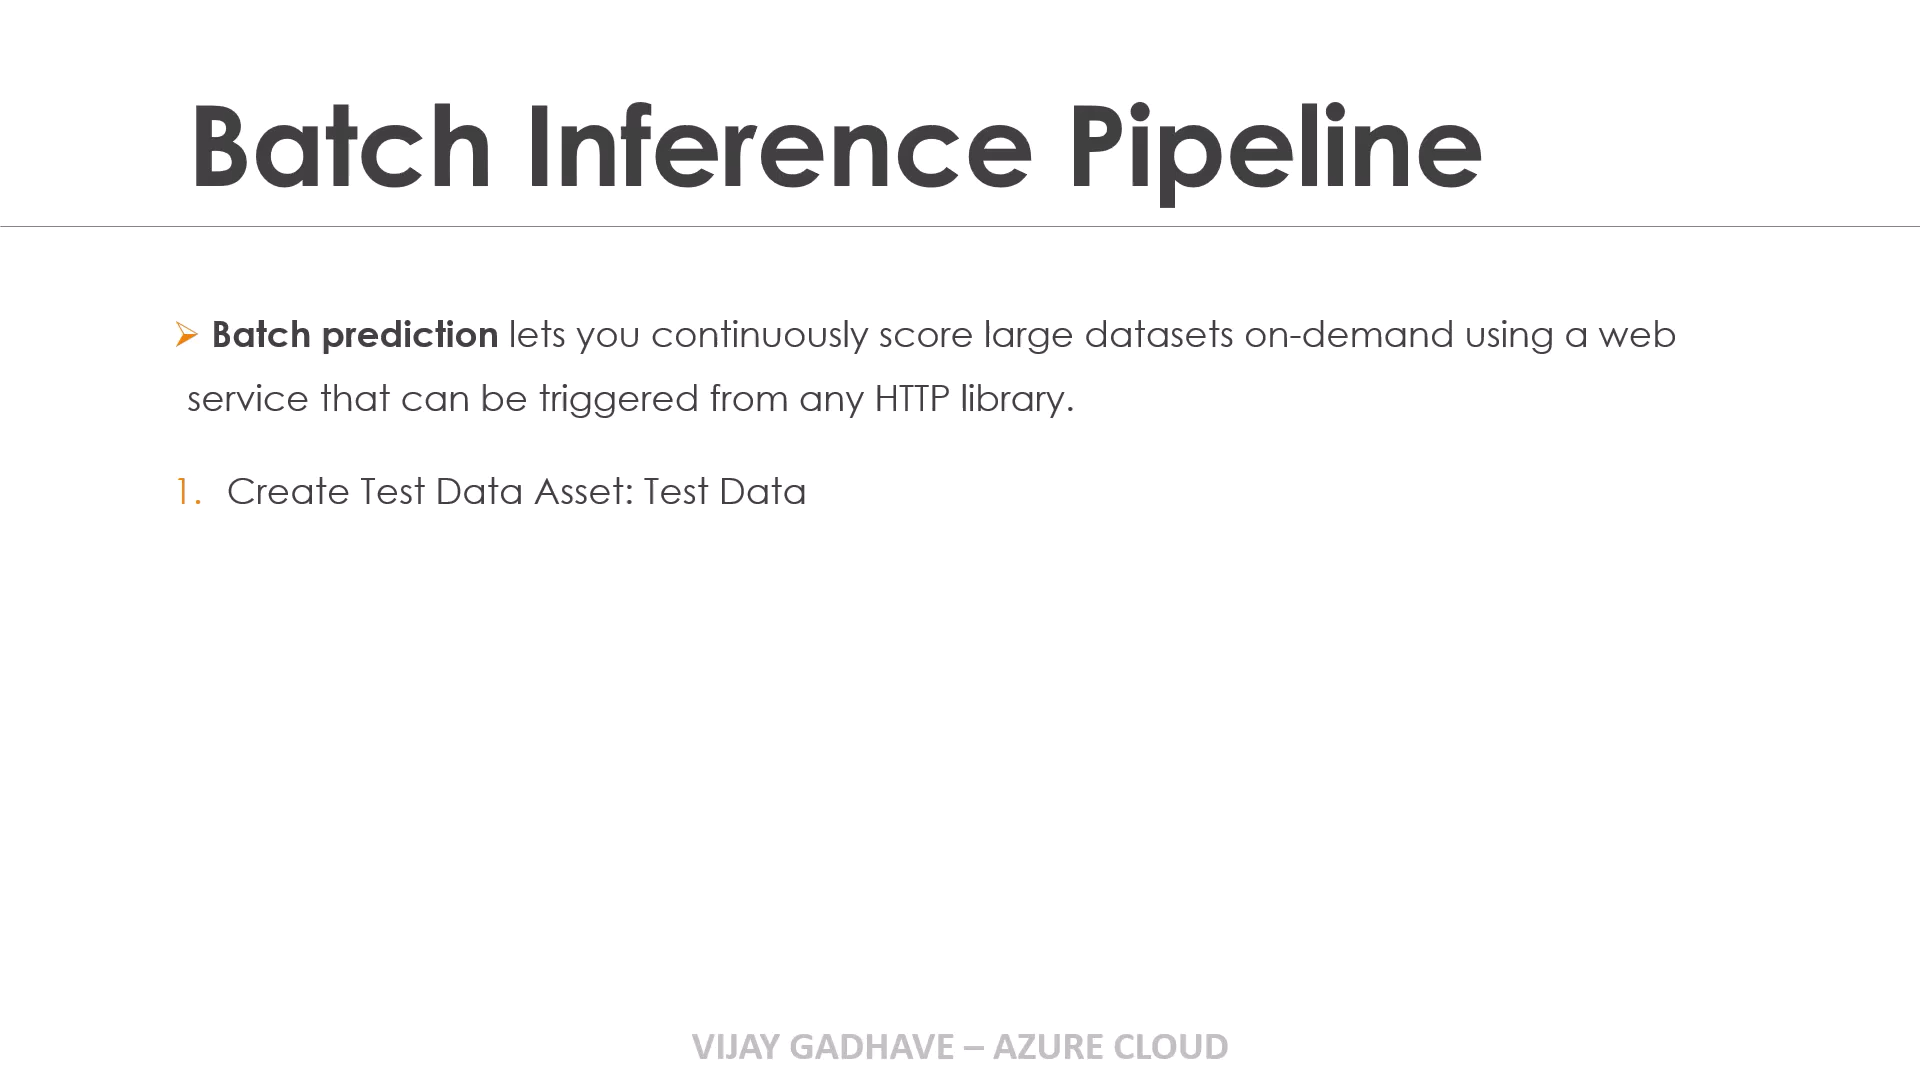 Batch Inference Pipeline
➢ Batch prediction lets you continuously score large datasets on-demand using a web
service that can be triggered from any HTTP library.
1. Create Test Data Asset: Test Data
VIJAY GADHAVE – AZURE CLOUD